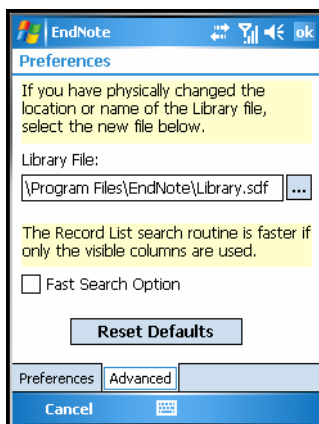 EndNote
ok
Preferences
If you have physically changed the
location or name of the Library file,
select the new file below.
Library File:
\Program Files\EndNote\Library.sdf
...
The Record List search routine is faster if
only the visible columns are used.
Fast Search Option
Reset Defaults
Preferences Advanced
Cancel